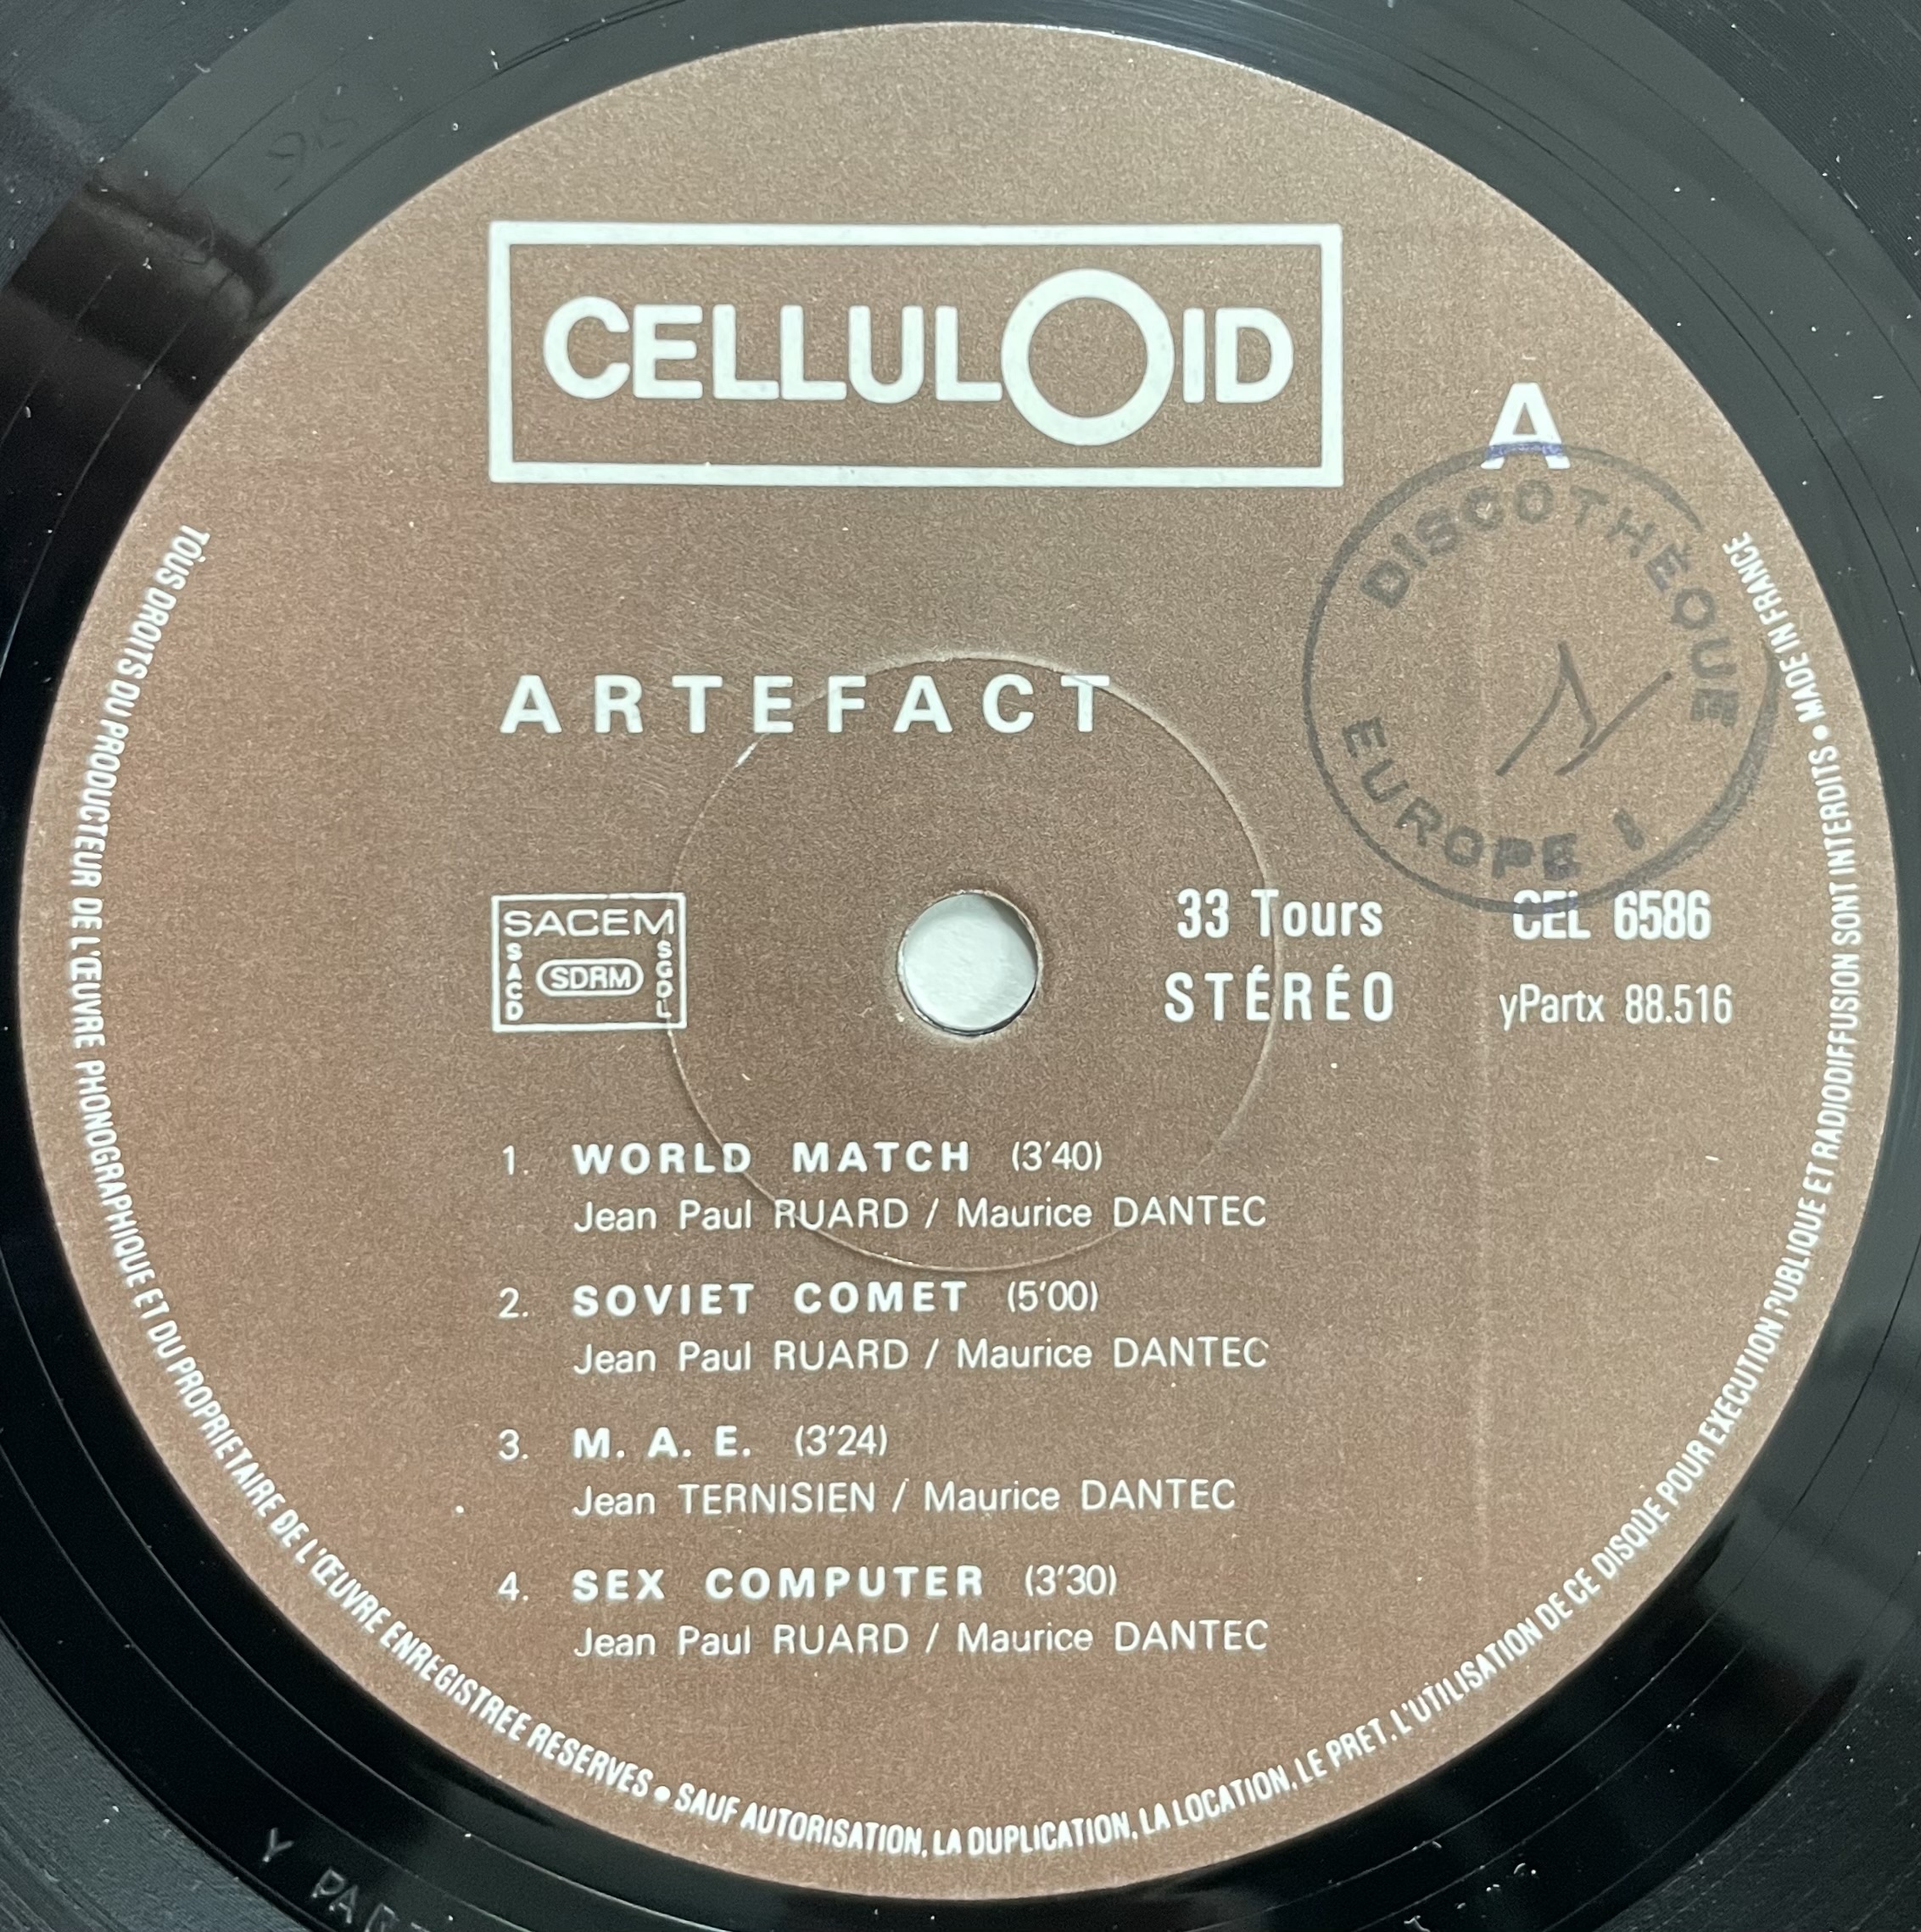 CELLULOID
A
DISCOTHÈQUE
EUROPE 1
ARTEFACT
SACEM
SACD
SDRM
SGDL
33 Tours
STÉRÉO
CEL 6586
yPartx 88.516
1. WORLD MATCH (3'40)
Jean Paul RUARD / Maurice DANTEC
2. SOVIET COMET (5'00)
Jean Paul RUARD / Maurice DANTEC
3. M. A. E. (3'24)
Jean TERNISIEN / Maurice DANTEC
4. SEX COMPUTER (3'30)
Jean Paul RUARD / Maurice DANTEC
TOUS DROITS DU PRODUCTEUR DE L'ŒUVRE PHONOGRAPHIQUE ET DU PROPRIETAIRE DE L'ŒUVRE ENREGISTREE RESERVES • SAUF AUTORISATION, LA DUPLICATION, LA LOCATION, LE PRET, L'UTILISATION DE CE DISQUE POUR EXECUTION PUBLIQUE ET RADIODIFFUSION SONT INTERDITS • MADE IN FRANCE